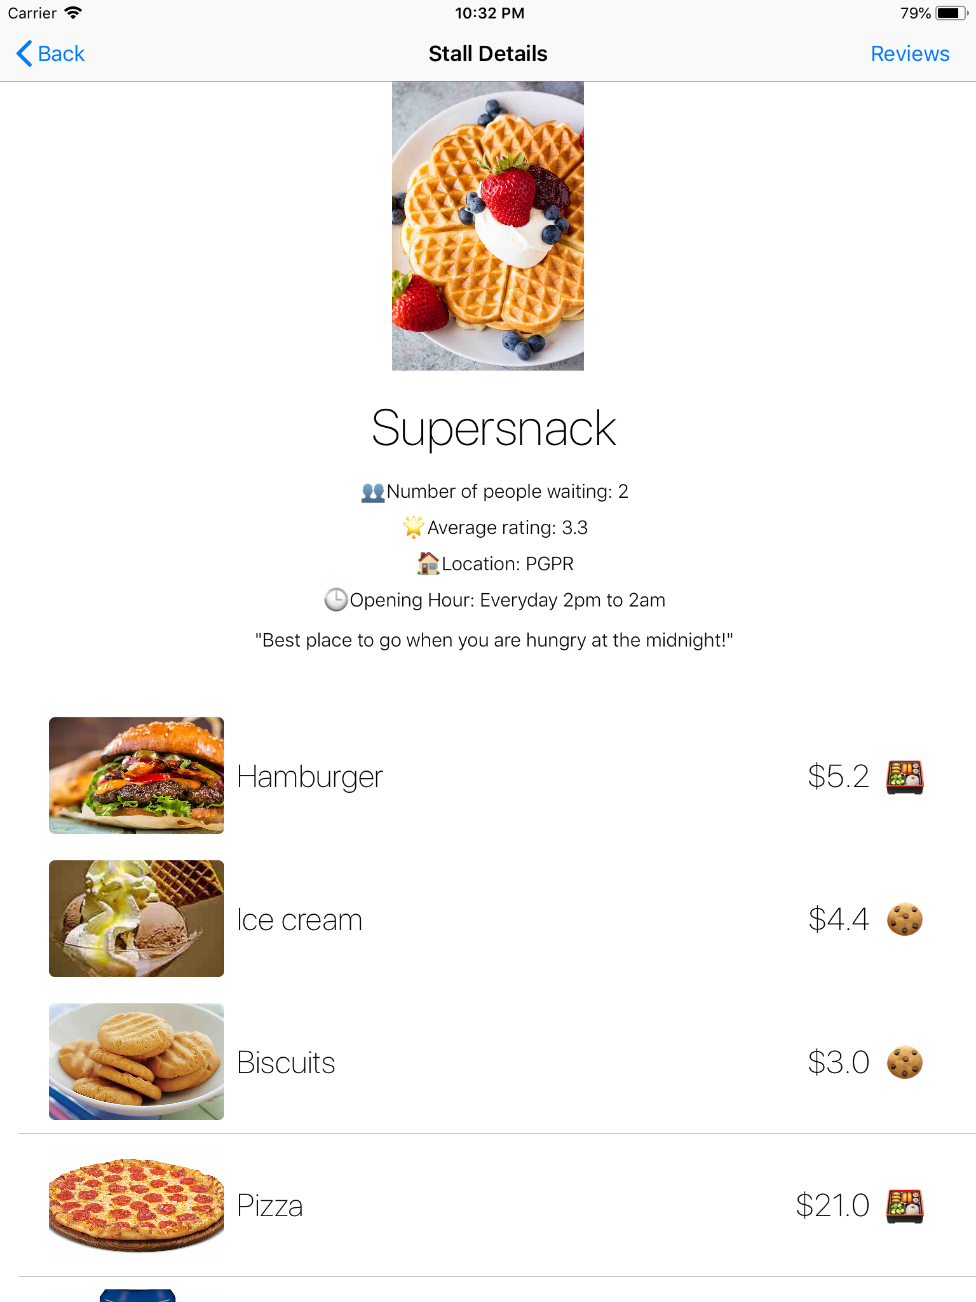 Carrier 10:32 PM 79%
Back Stall Details Reviews
Supersnack
👥Number of people waiting: 2
🌟Average rating: 3.3
🏠Location: PGPR
🕒Opening Hour: Everyday 2pm to 2am
"Best place to go when you are hungry at the midnight!"
Hamburger $5.2 🍱
Ice cream $4.4 🍪
Biscuits $3.0 🍪
Pizza $21.0 🍱